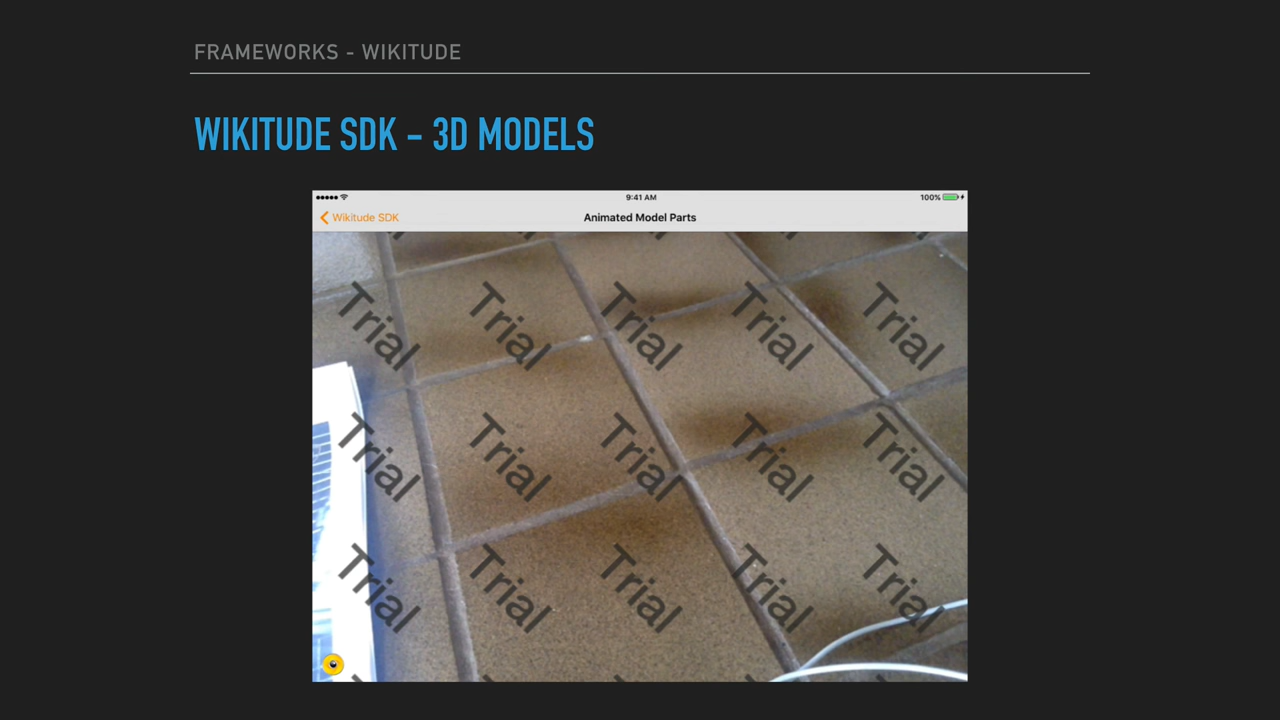 FRAMEWORKS - WIKITUDE
WIKITUDE SDK - 3D MODELS
9:41 AM
100%
Wikitude SDK
Animated Model Parts
Trial Trial Trial Trial Trial
Trial Trial Trial Trial Trial
Trial Trial Trial Trial Trial